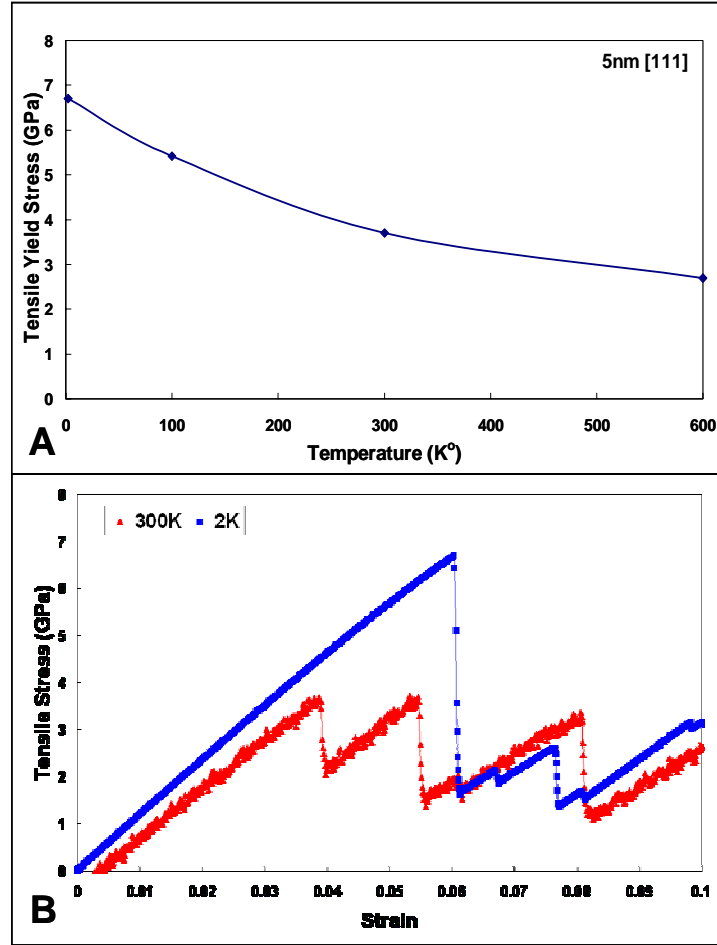 5nm [111]
Tensile Yield Stress (GPa)
8
7
6
5
4
3
2
1
0
0 100 200 300 400 500 600
Temperature (K°)
A
300K 2K
Tensile Stress (GPa)
8
7
6
5
4
3
2
1
0
0 0.01 0.02 0.03 0.04 0.05 0.06 0.07 0.08 0.09 0.1
Strain
B